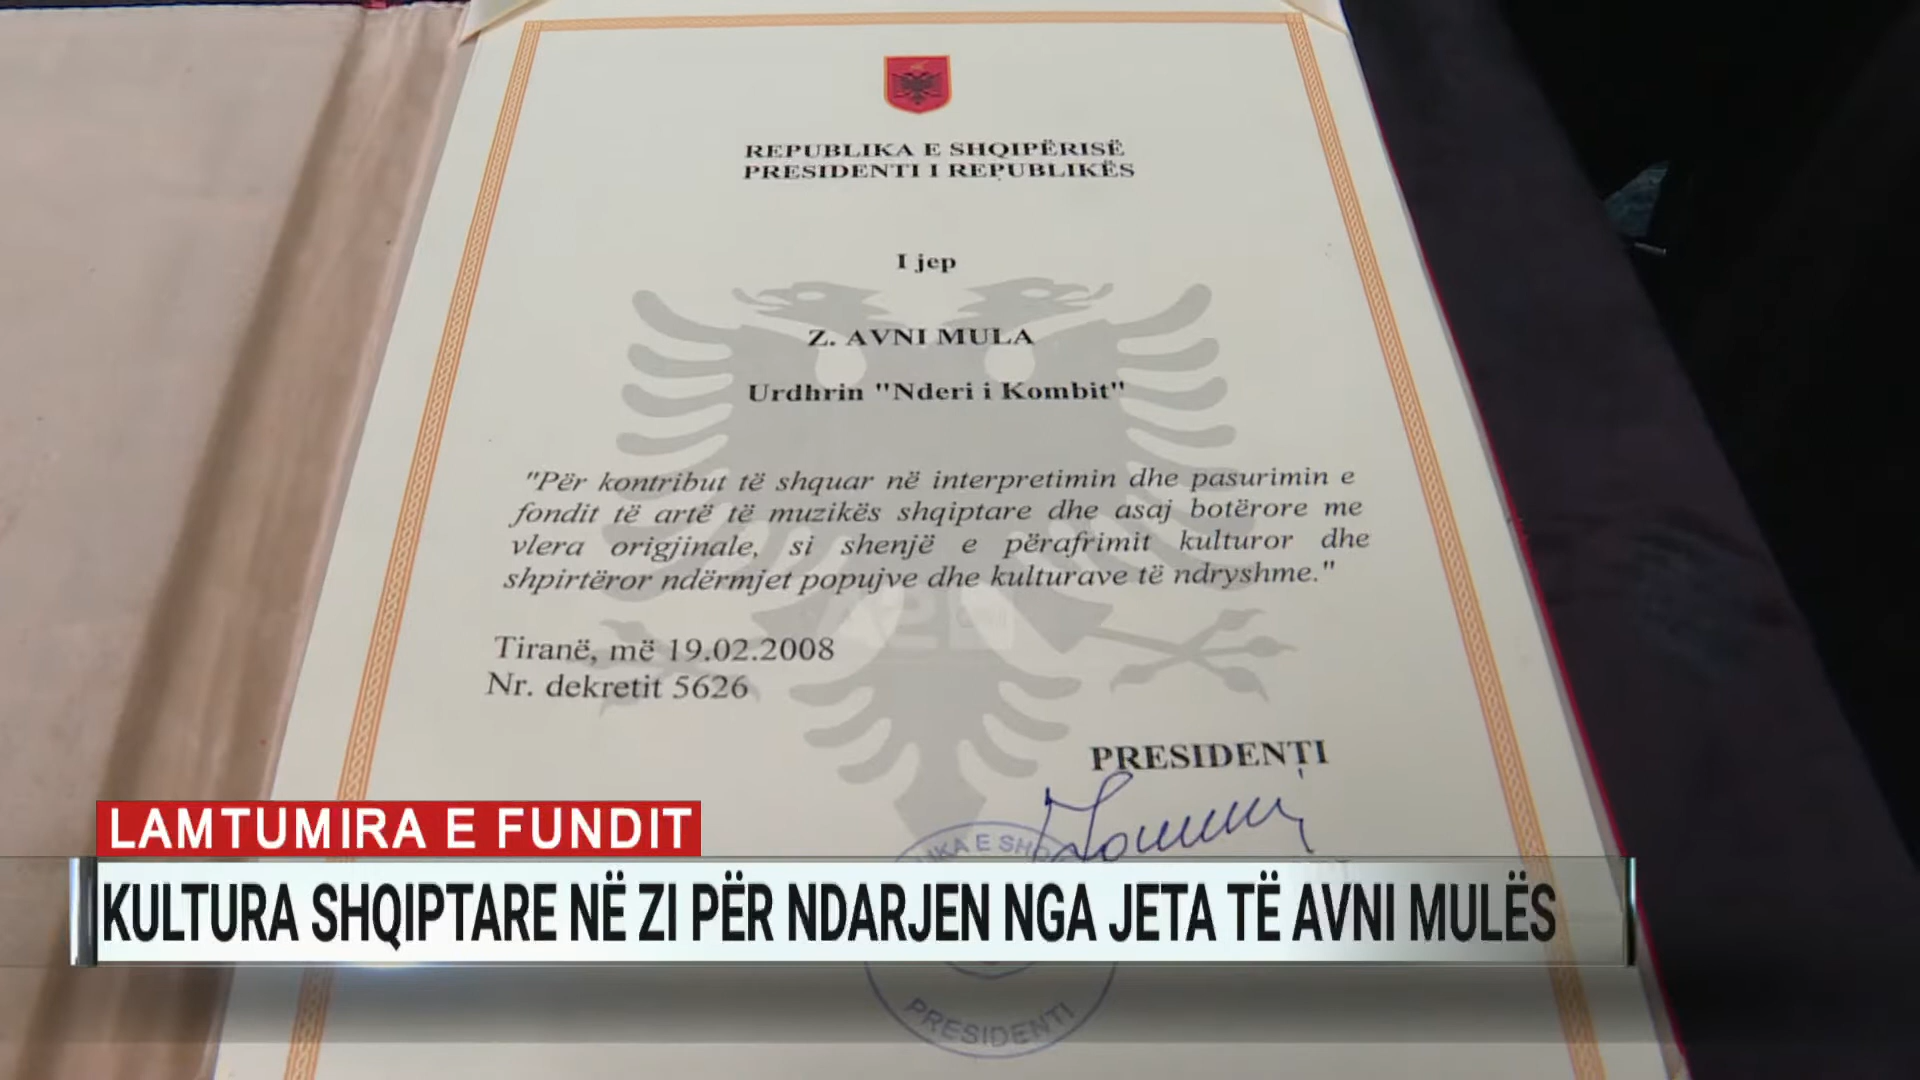 REPUBLIKA E SHQIPËRISË
PRESIDENTI I REPUBLIKËS
I jep
Z. AVNI MULA
Urdhrin "Nderi i Kombit"
"Për kontribut të shquar në interpretimin dhe pasurimin e
fondit të artë të muzikës shqiptare dhe asaj botërore me
vlera origjinale, si shenjë e përafrimit kulturor dhe
shpirtëror ndërmjet popujve dhe kulturave të ndryshme."
Tiranë, më 19.02.2008
Nr. dekretit 5626
PRESIDENTI
LAMTUMIRA E FUNDIT
KULTURA SHQIPTARE NË ZI PËR NDARJEN NGA JETA TË AVNI MULËS
PRESIDENTI